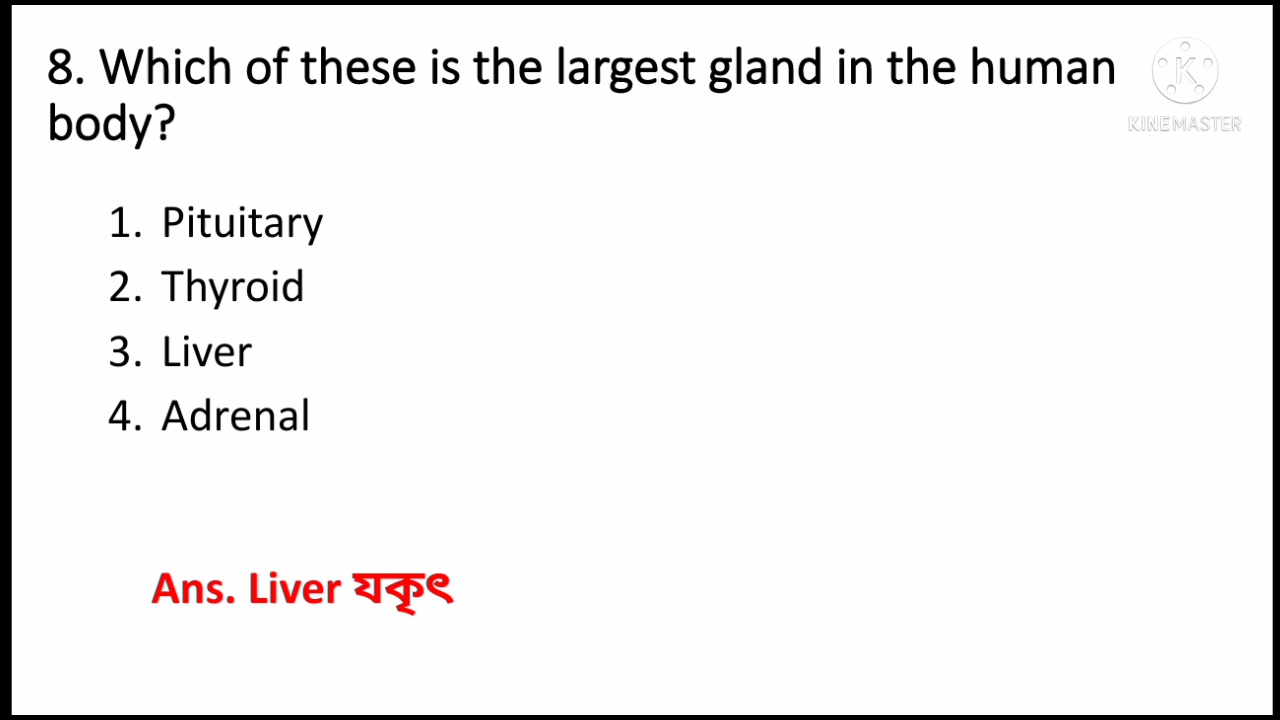 8. Which of these is the largest gland in the human
body?
K
KINEMASTER
1. Pituitary
2. Thyroid
3. Liver
4. Adrenal
Ans. Liver যকৃৎ